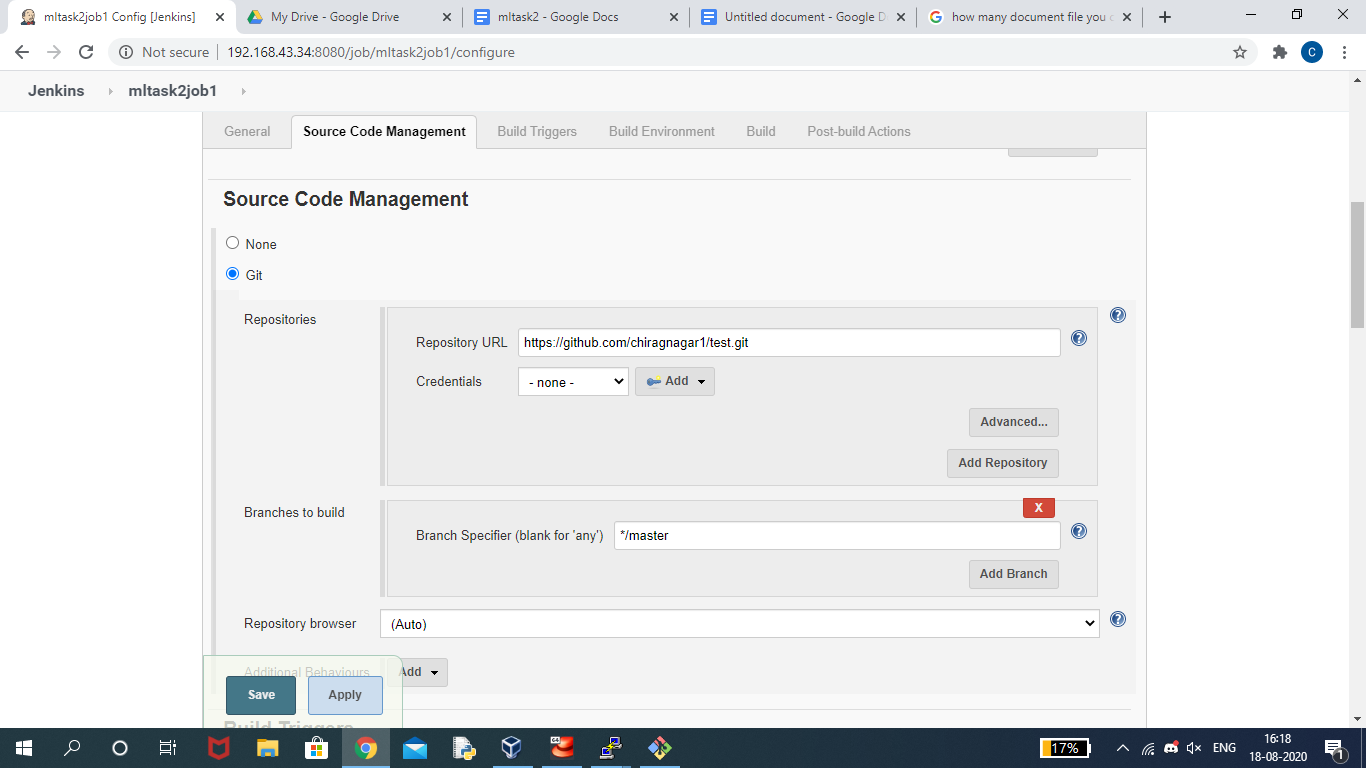 mltask2job1 Config [Jenkins]
My Drive - Google Drive
mltask2 - Google Docs
Untitled document - Google D
how many document file you c
Not secure
192.168.43.34:8080/job/mltask2job1/configure
C
Jenkins
mltask2job1
General
Source Code Management
Build Triggers
Build Environment
Build
Post-build Actions
Source Code Management
None
Git
Repositories
Repository URL
https://github.com/chiragnagar1/test.git
Credentials
- none -
Add
Advanced...
Add Repository
Branches to build
X
Branch Specifier (blank for 'any')
*/master
Add Branch
Repository browser
(Auto)
Additional Behaviours
Add
Save
Apply
Build Triggers
17%
ENG
16:18
18-08-2020
1